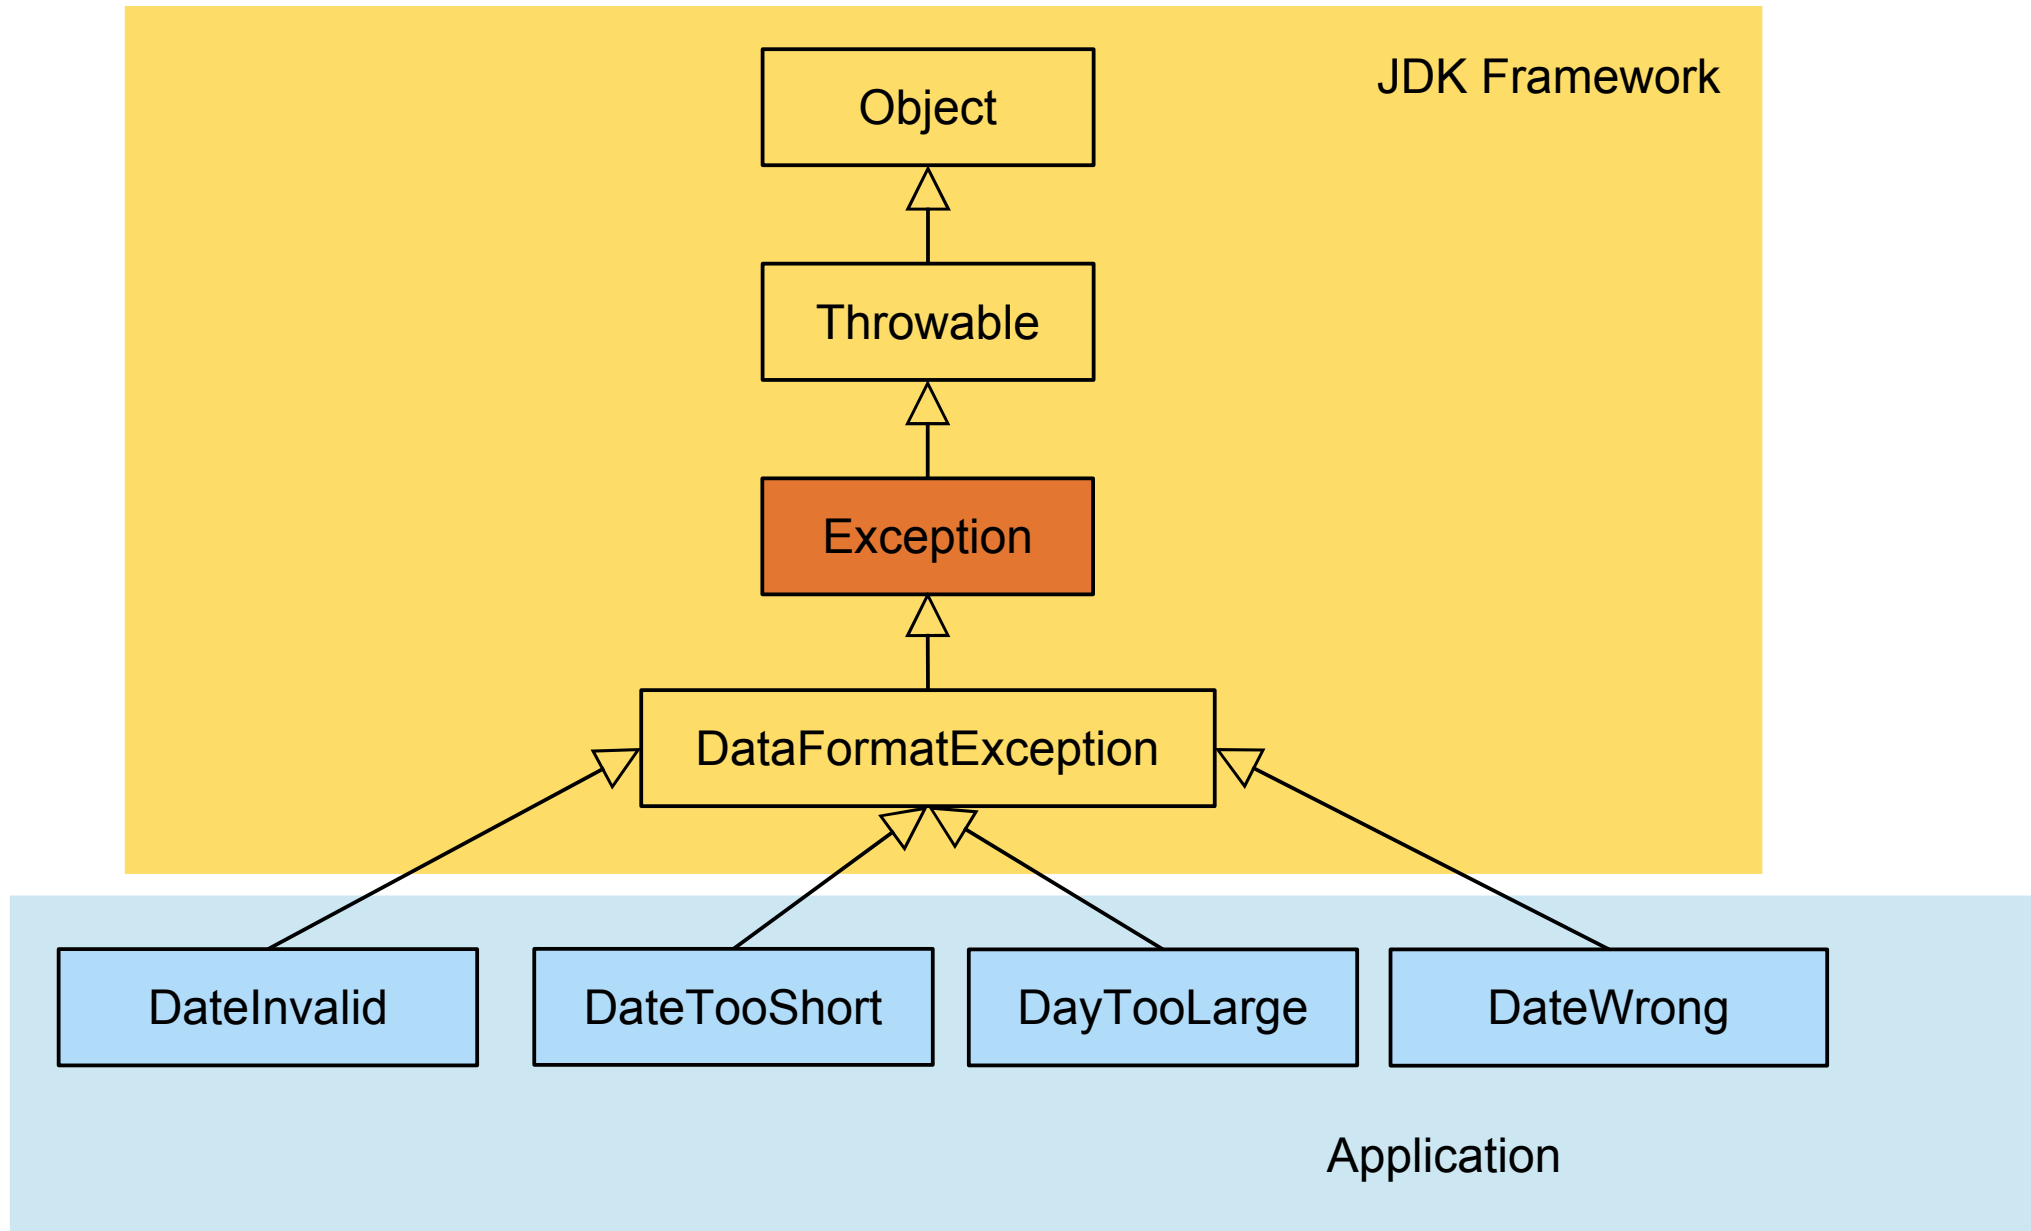 JDK Framework
Object
Throwable
Exception
DataFormatException
DateInvalid
DateTooShort
DayTooLarge
DateWrong
Application